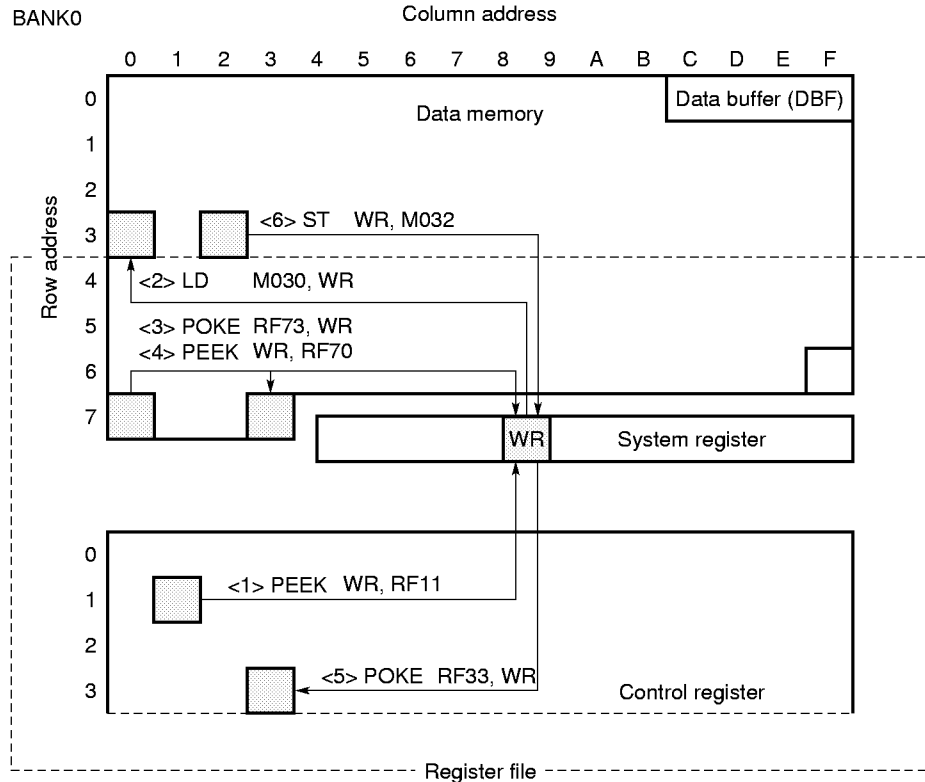 BANK0
Column address
0 1 2 3 4 5 6 7 8 9 A B C D E F
0
Data memory
Data buffer (DBF)
1
2
Row address
3
<6> ST WR, M032
4
<2> LD M030, WR
5
<3> POKE RF73, WR
<4> PEEK WR, RF70
6
7
WR
System register
0
1
<1> PEEK WR, RF11
2
3
<5> POKE RF33, WR
Control register
Register file